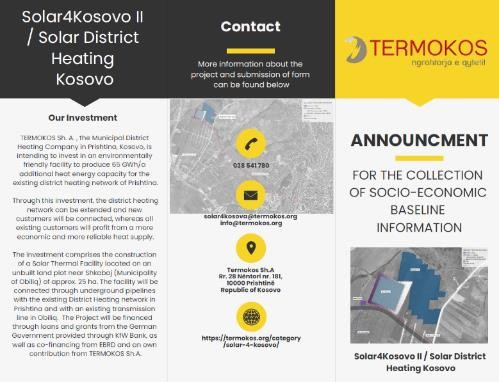 Solar4Kosovo II
/ Solar District
Heating
Kosovo
Our Investment
TERMOKOS Sh. A. , the Municipal District
Heating Company in Prishtina, Kosovo, is
intending to invest in an environmentally
friendly facility to produce 65 GWh/a
additional heat energy capacity for the
existing district heating network of Prishtina.
Through this investment, the district heating
network can be extended and new
customers will be connected, whereas all
existing customers will profit from a more
economic and more reliable heat supply.
The investment comprises the construction
of a Solar Thermal Facility located on an
unbuilt land plot near Shkabaj (Municipality
of Obiliq) of approx. 25 ha. The facility will be
connected through underground pipelines
with the existing District Heating network in
Prishtina and with an existing transmission
line in Obiliq. The Project will be financed
through loans and grants from the German
Government provided through KfW Bank, as
well as co-financing from EBRD and an own
contribution from TERMOKOS Sh.A.
Contact
More information about the
project and submission of form
can be found below
038 541 780
solar4kosova@termokos.org
info@termokos.org
Termokos Sh.A
Rr. 28 Nëntori nr. 181,
10000 Prishtinë
Republic of Kosovo
https://termokos.org/category
/solar-4-kosovo/
TERMOKOS
ngrohtorja e qytetit
ANNOUNCMENT
FOR THE COLLECTION
OF SOCIO-ECONOMIC
BASELINE
INFORMATION
Solar4Kosovo II / Solar District
Heating Kosovo